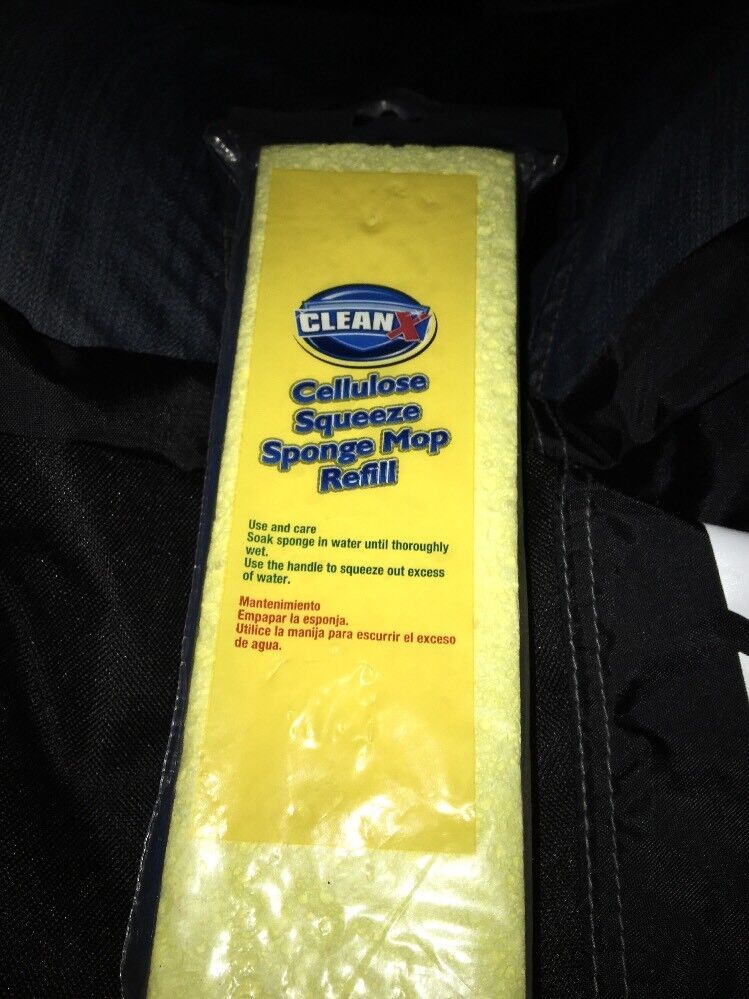 CLEAN X
Cellulose
Squeeze
Sponge Mop
Refill
Use and care
Soak sponge in water until thoroughly
wet.
Use the handle to squeeze out excess
of water.
Mantenimiento
Empapar la esponja.
Utilice la manija para escurrir el exceso
de agua.